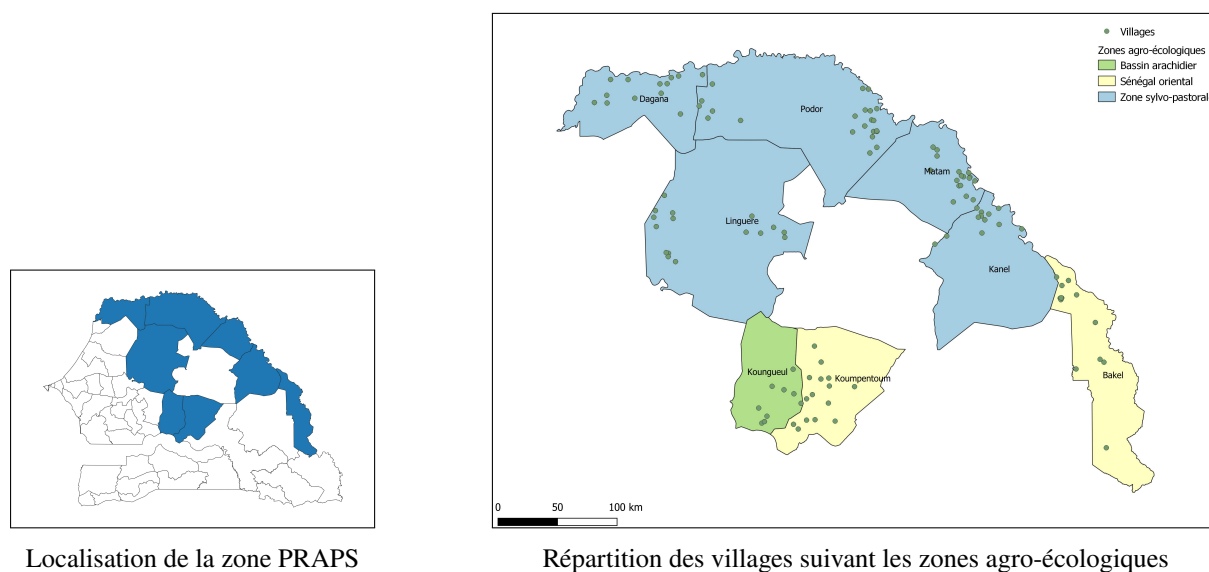 Villages
Zones agro-écologiques
Bassin arachidier
Sénégal oriental
Zone sylvo-pastorale
Dagana
Podor
Matam
Linguere
Kanel
Koungueul
Koumpentoum
Bakel
0 50 100 km
Localisation de la zone PRAPS
Répartition des villages suivant les zones agro-écologiques